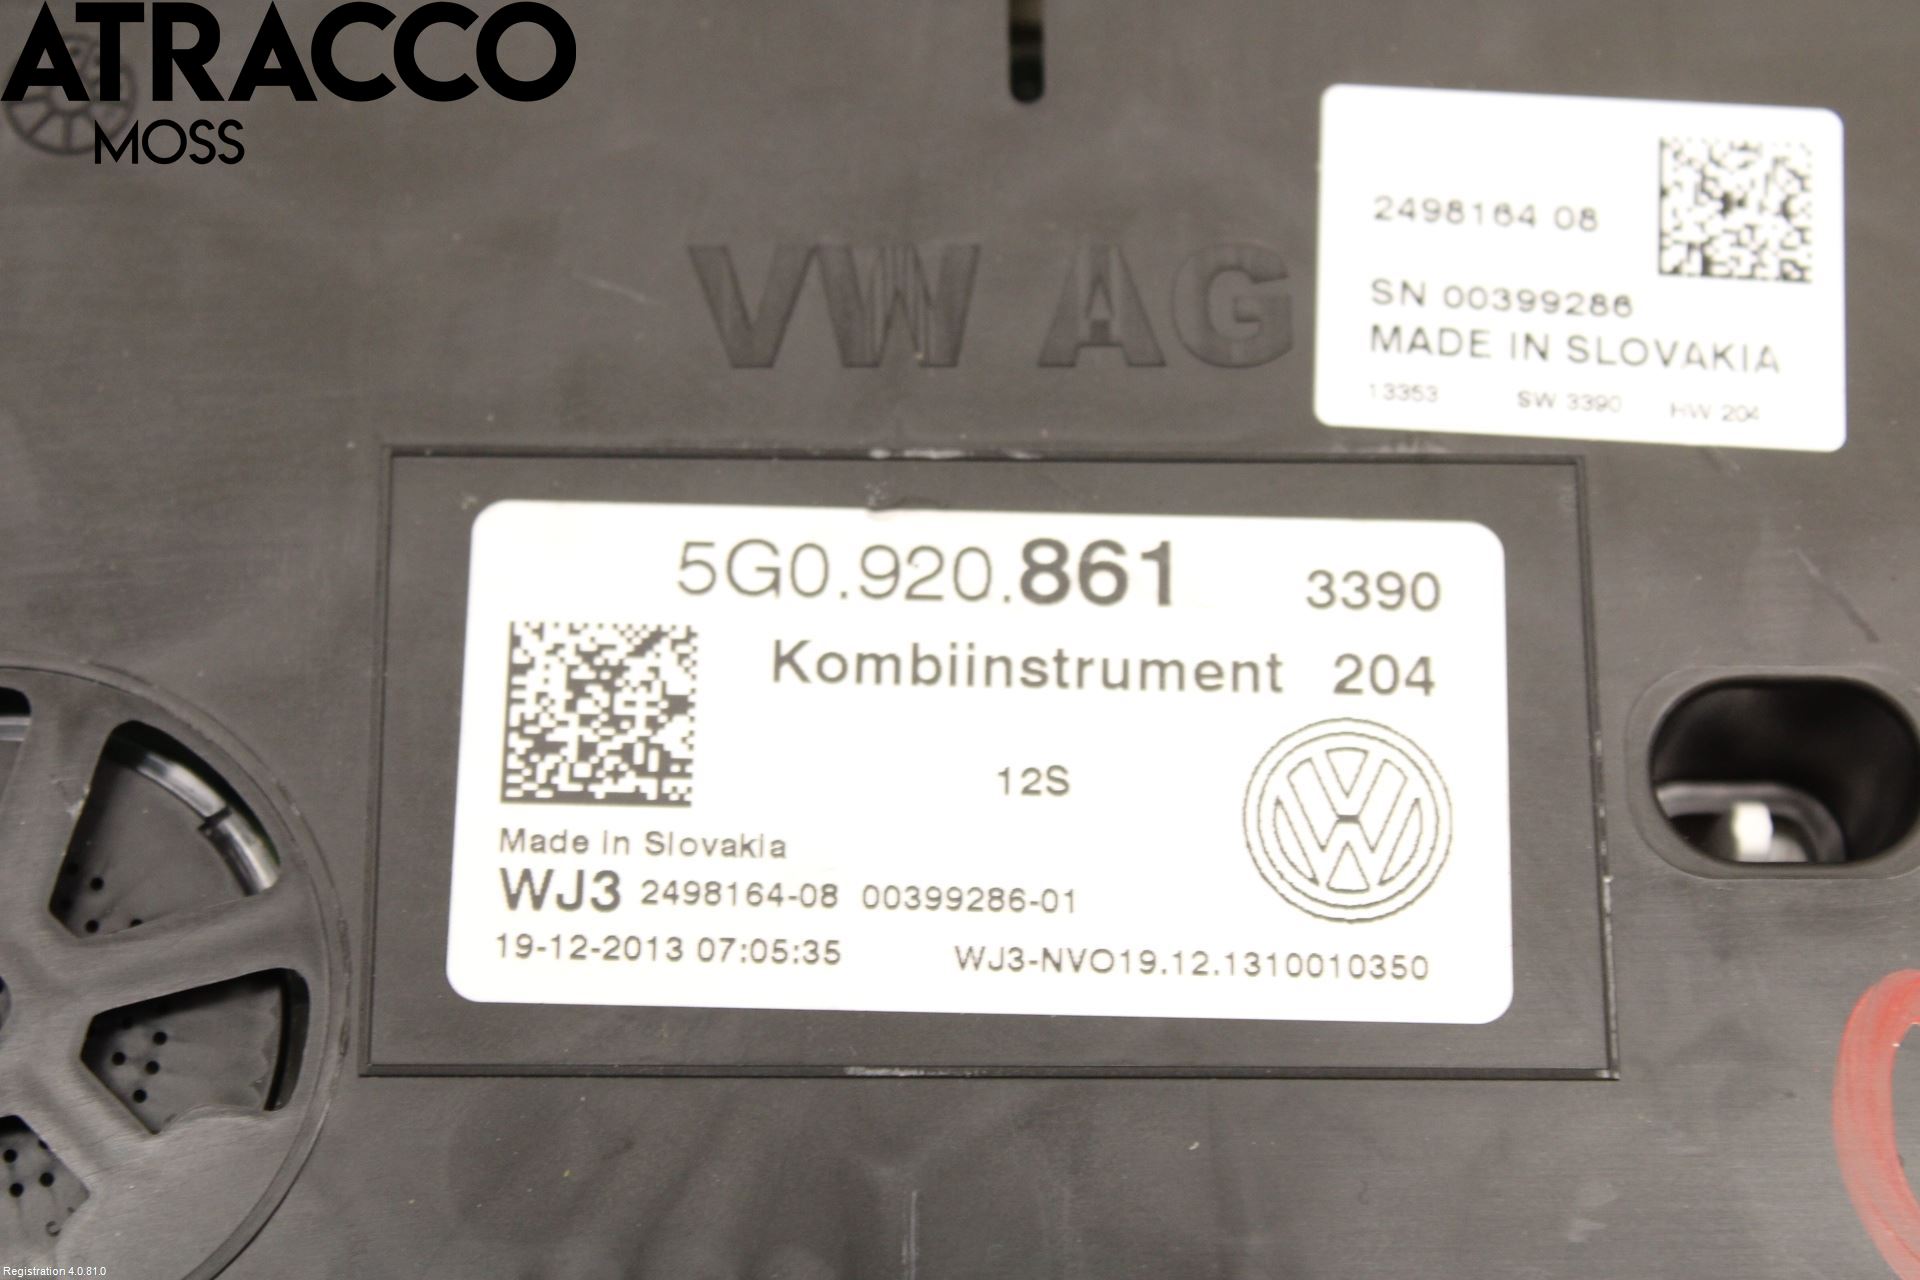 ATRACCO
MOSS
VW AG
2498164 08
SN 00399286
MADE IN SLOVAKIA
13353 SW 3390 HW 204
5G0.920.861 3390
Kombiinstrument 204
12S
Made in Slovakia
WJ3 2498164-08 00399286-01
19-12-2013 07:05:35 WJ3-NVO19.12.1310010350
Registration 4.0.81.0